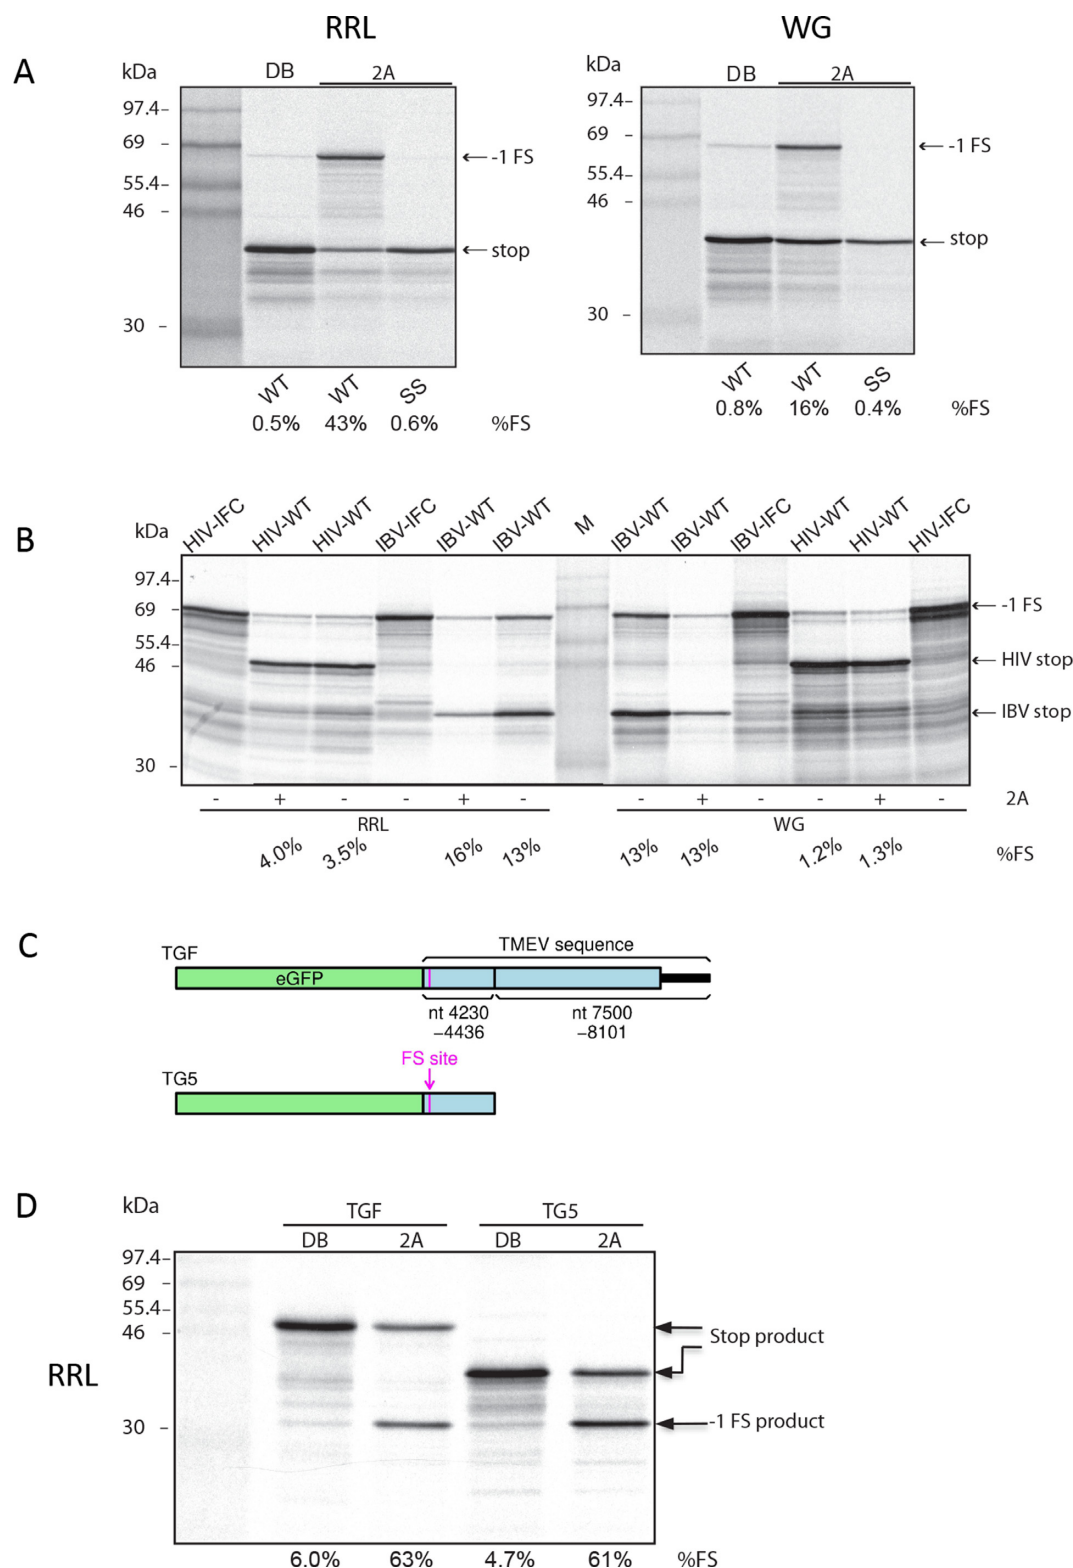 RRL WG
A
kDa DB 2A kDa DB 2A
97.4– 97.4–
69 – ←– -1 FS 69 – ←– -1 FS
55.4– 55.4–
46 – 46 –
←– stop ←– stop
30 – 30 –
WT WT SS WT WT SS
0.5% 43% 0.6% %FS 0.8% 16% 0.4% %FS
B
kDa HIV-IFC HIV-WT HIV-WT IBV-IFC IBV-WT IBV-WT M IBV-WT IBV-WT IBV-IFC HIV-WT HIV-WT HIV-IFC
97.4–
69 – ←– -1 FS
55.4–
46 – ←– HIV stop
←– IBV stop
30 –
- + - - + - - + - - + - 2A
RRL WG
4.0% 3.5% 16% 13% 13% 13% 1.2% 1.3% %FS
C
TGF TMEV sequence
eGFP
nt 4230 –4436 nt 7500 –8101
FS site
TG5
D
kDa TGF TG5
DB 2A DB 2A
97.4–
69 –
55.4–
46 – Stop product
RRL
30 – -1 FS product
6.0% 63% 4.7% 61% %FS